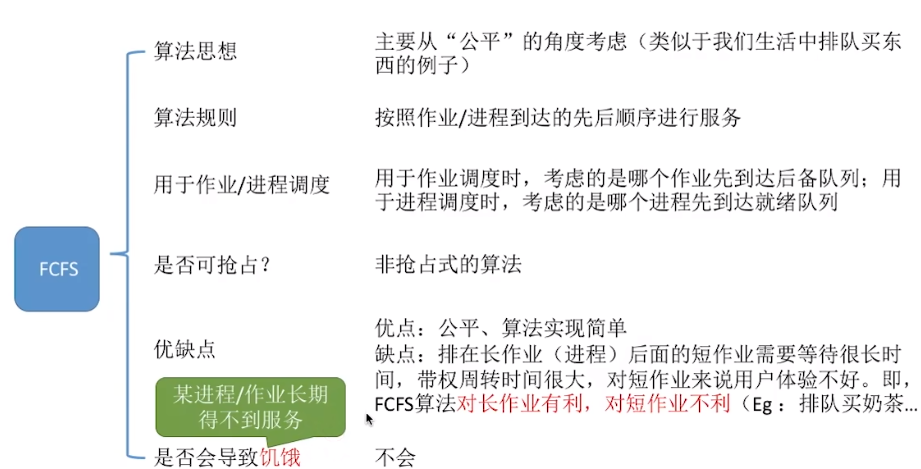 FCFS
算法思想
主要从“公平”的角度考虑（类似于我们生活中排队买东
西的例子）
算法规则
按照作业/进程到达的先后顺序进行服务
用于作业/进程调度
用于作业调度时，考虑的是哪个作业先到达后备队列；用
于进程调度时，考虑的是哪个进程先到达就绪队列
是否可抢占？
非抢占式的算法
优缺点
优点：公平、算法实现简单
缺点：排在长作业（进程）后面的短作业需要等待很长时
间，带权周转时间很大，对短作业来说用户体验不好。即，
FCFS算法对长作业有利，对短作业不利（Eg：排队买奶茶...
某进程/作业长期
得不到服务
是否会导致饥饿
不会